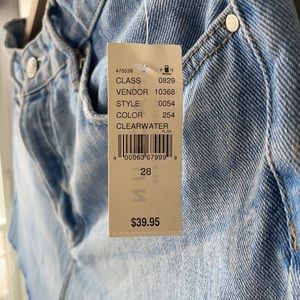 475538
CLASS 0829
VENDOR 10368
STYLE 0054
COLOR 254
CLEARWATER
4 00063 67999 9
28
$39.95